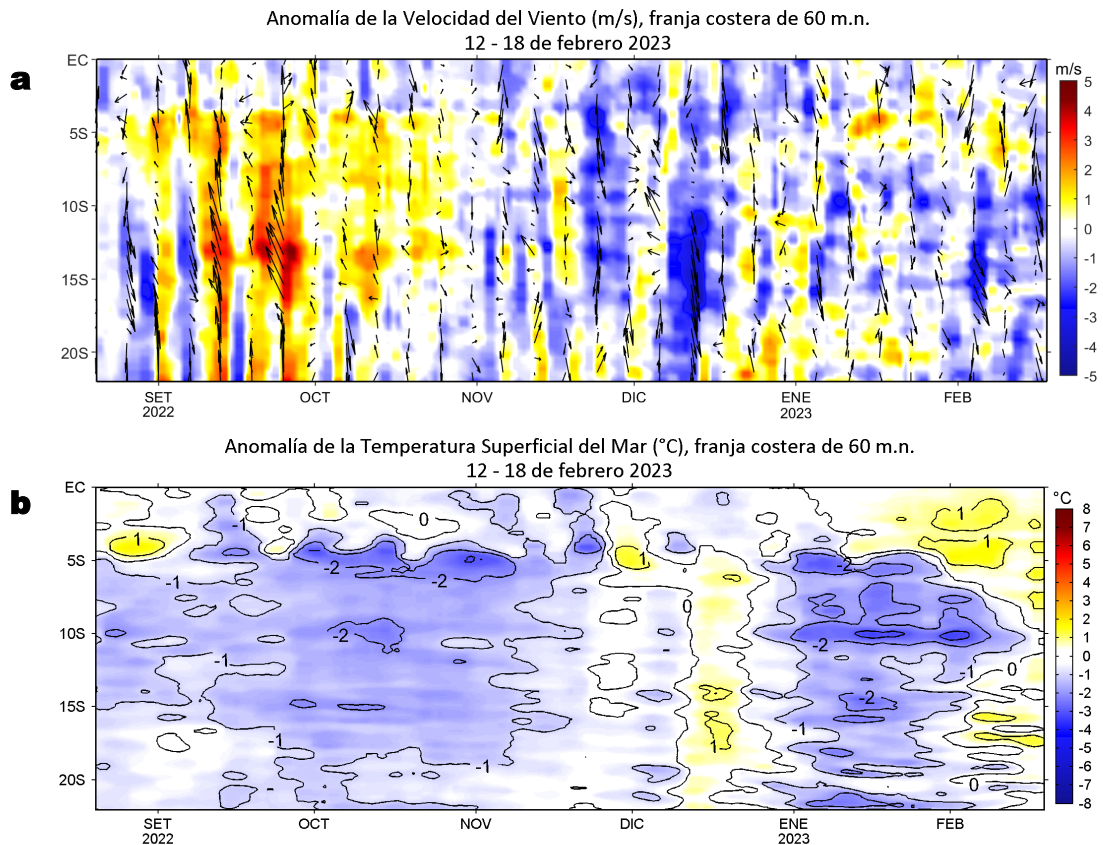 Anomalía de la Velocidad del Viento (m/s), franja costera de 60 m.n.
12 - 18 de febrero 2023
a
EC
5S
10S
15S
20S
SET
2022
OCT
NOV
DIC
ENE
2023
FEB
m/s
5
4
3
2
1
0
-1
-2
-3
-4
-5
Anomalía de la Temperatura Superficial del Mar (°C), franja costera de 60 m.n.
12 - 18 de febrero 2023
b
EC
5S
10S
15S
20S
-1
0
1
-2
-1
-2
-2
-1
-1
-1
1
0
1
-2
-2
-2
-1
1
1
-1
0
0
SET
2022
OCT
NOV
DIC
ENE
2023
FEB
°C
8
7
6
5
4
3
2
1
0
-1
-2
-3
-4
-5
-6
-7
-8